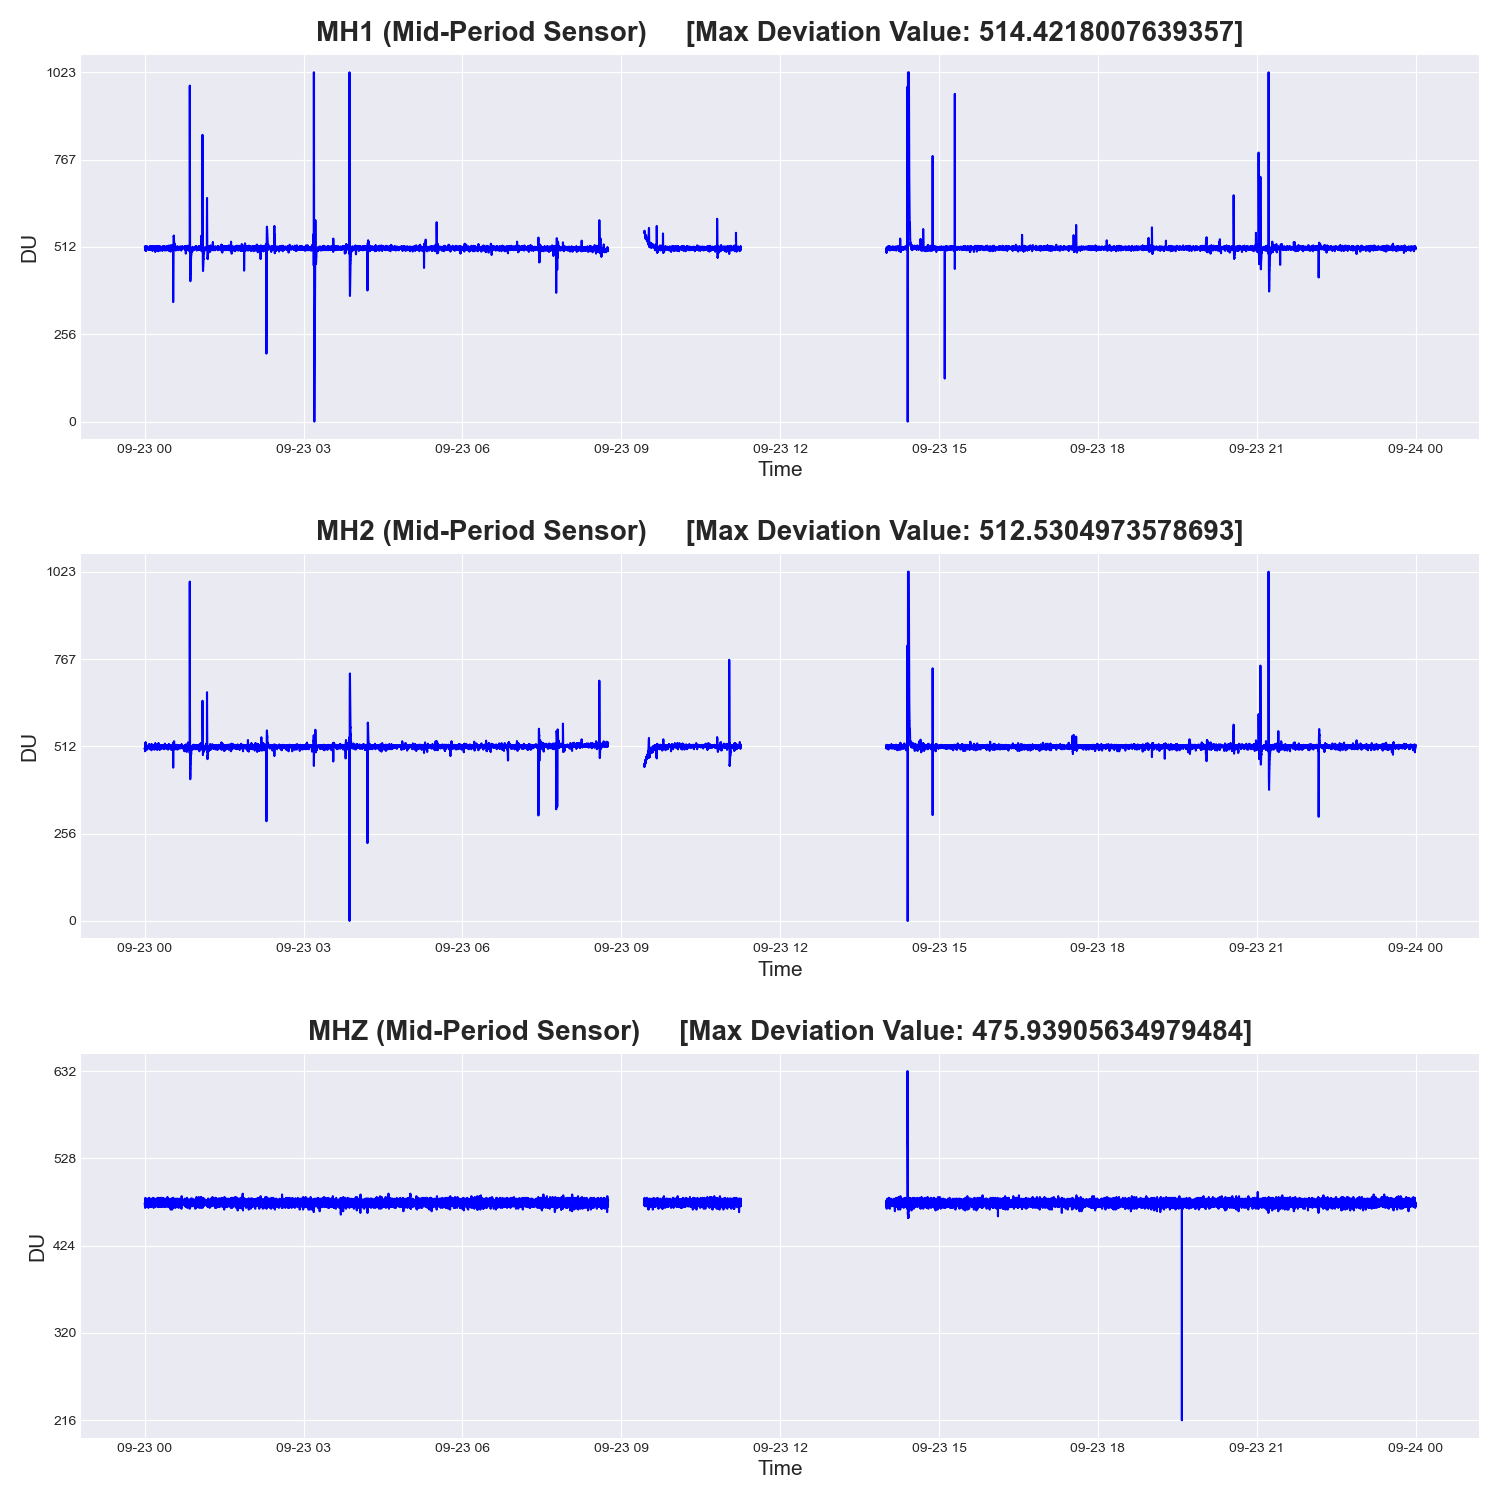 MH1 (Mid-Period Sensor) [Max Deviation Value: 514.4218007639357]
1023
767
512
256
0
DU
09-23 00 09-23 03 09-23 06 09-23 09 09-23 12 09-23 15 09-23 18 09-23 21 09-24 00
Time
MH2 (Mid-Period Sensor) [Max Deviation Value: 512.5304973578693]
1023
767
512
256
0
DU
09-23 00 09-23 03 09-23 06 09-23 09 09-23 12 09-23 15 09-23 18 09-23 21 09-24 00
Time
MHZ (Mid-Period Sensor) [Max Deviation Value: 475.93905634979484]
632
528
424
320
216
DU
09-23 00 09-23 03 09-23 06 09-23 09 09-23 12 09-23 15 09-23 18 09-23 21 09-24 00
Time